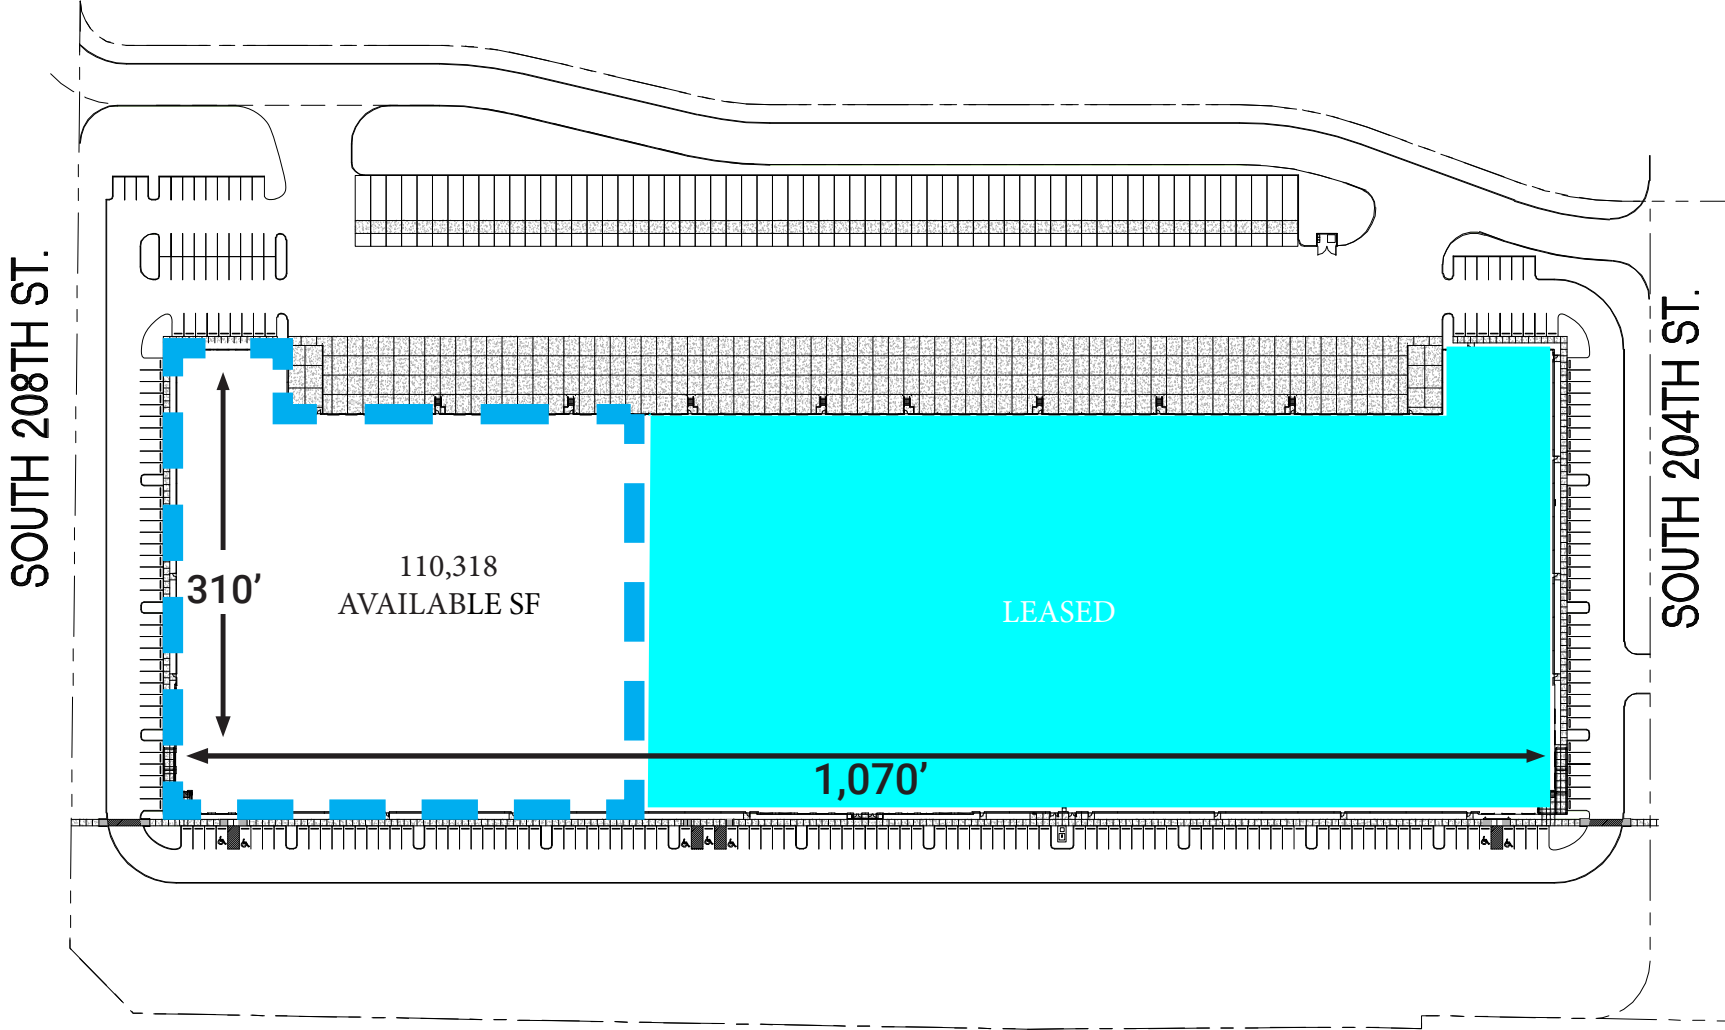 SOUTH 208TH ST.
310’
110,318
AVAILABLE SF
LEASED
1,070’
SOUTH 204TH ST.